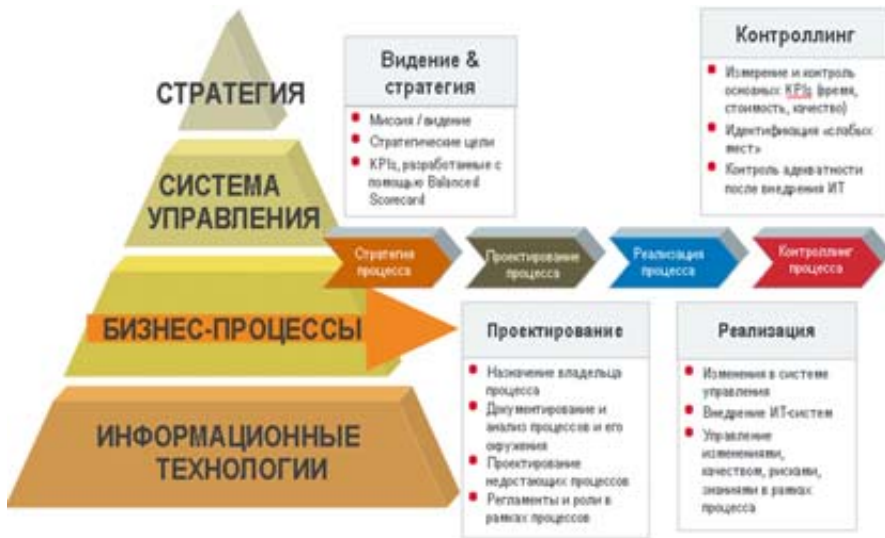 СТРАТЕГИЯ
СИСТЕМА
УПРАВЛЕНИЯ
БИЗНЕС-ПРОЦЕССЫ
ИНФОРМАЦИОННЫЕ
ТЕХНОЛОГИИ
Видение &
стратегия
Миссия / видение
Стратегические цели
KPIs, разработанные с
помощью Balanced
Scorecard
Контроллинг
Измерение и контроль
основных KPIs (время,
стоимость, качество)
Идентификация «слабых
мест»
Контроль адекватности
после внедрения ИТ
Стратегия
процесса
Проектирование
процесса
Реализация
процесса
Контроллинг
процесса
Проектирование
Назначение владельца
процесса
Документирование и
анализ процессов и его
окружения
Проектирование
недостающих процессов
Регламенты и роли в
рамках процессов
Реализация
Изменения в системе
управления
Внедрение ИТ-систем
Управление
изменениями,
качеством, рисками,
знаниями в рамках
процесса